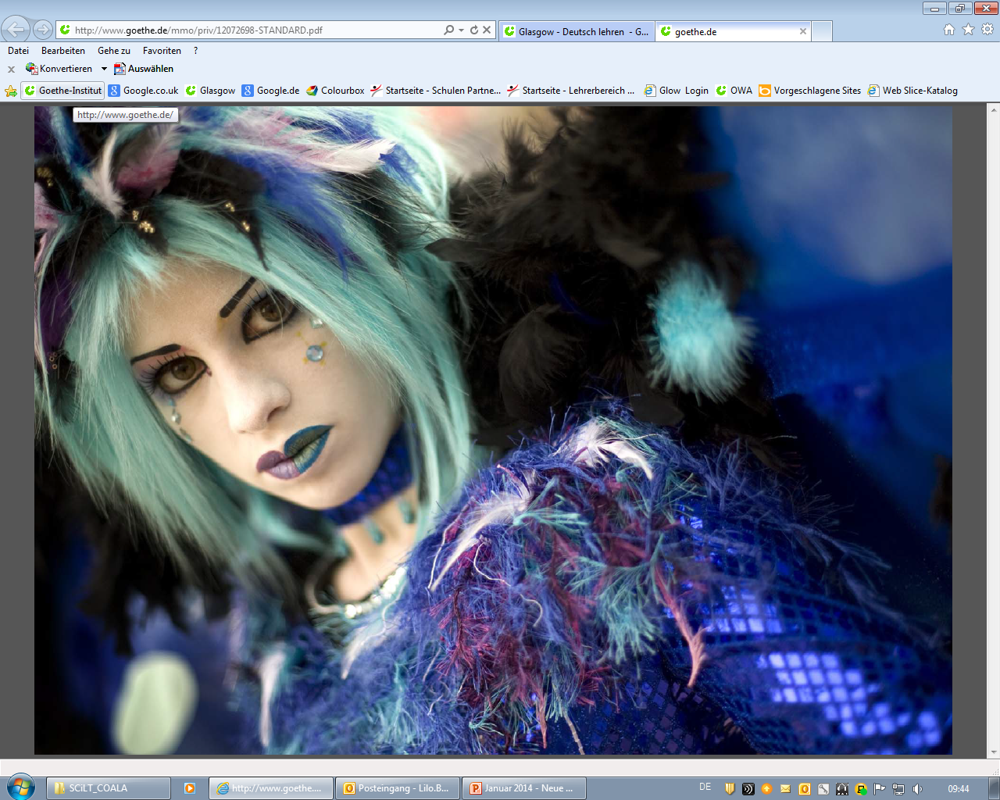 http://www.goethe.de/mmo/priv/12072698-STANDARD.pdf
Glasgow - Deutsch lehren - G...
goethe.de
Datei Bearbeiten Gehe zu Favoriten ?
Konvertieren Auswählen
Goethe-Institut Google.co.uk Glasgow Google.de Colourbox Startseite - Schulen Partne... Startseite - Lehrerbereich ... Glow Login OWA Vorgeschlagene Sites Web Slice-Katalog
http://www.goethe.de/
SCiLT_COALA http://www.goethe.... Posteingang - Lilo.B... Januar 2014 - Neue ... DE 09:44